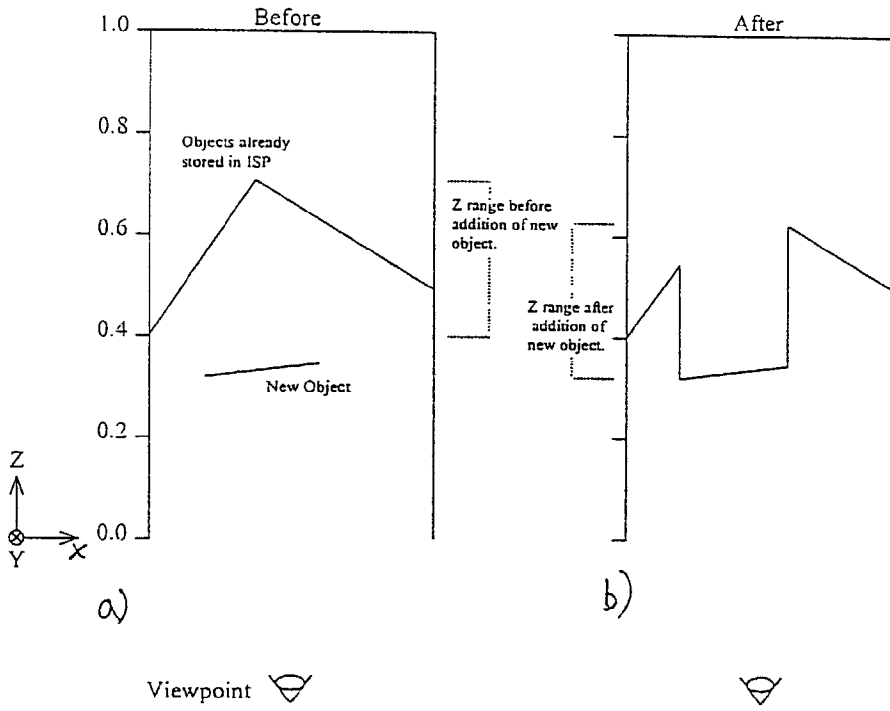 Before
After
1.0
0.8
Objects already
stored in ISP
Z range before
addition of new
object.
0.6
Z range after
addition of
new object.
0.4
New Object
0.2
Z
0.0
Y
X
a)
b)
Viewpoint